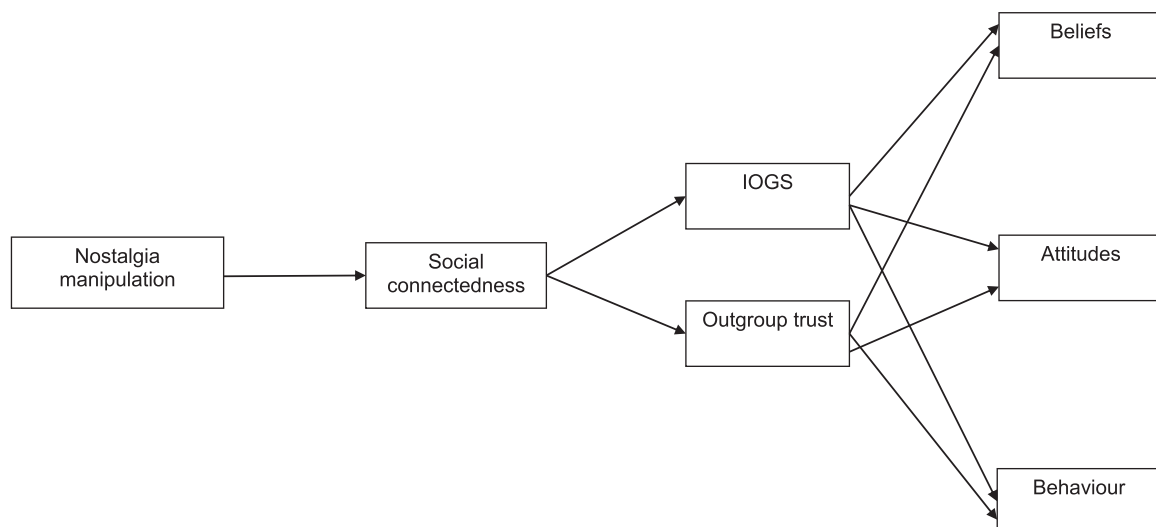 Beliefs
IOGS
Nostalgia
manipulation
Social
connectedness
Attitudes
Outgroup trust
Behaviour